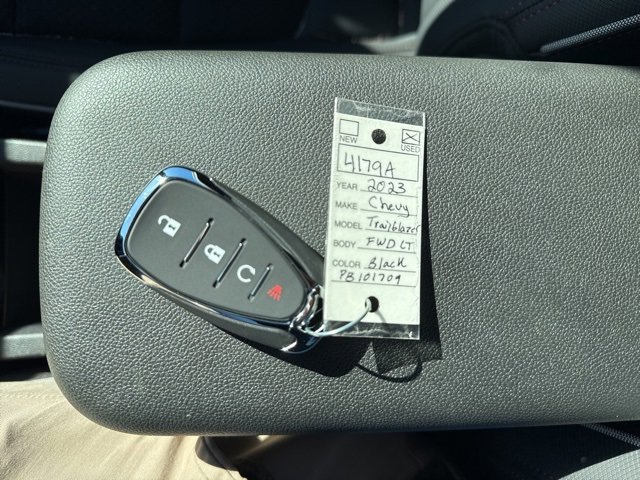 NEW USED
4179A
YEAR 2023
MAKE Chevy
MODEL Trailblazer
BODY FWD LT
COLOR Black
PB101709